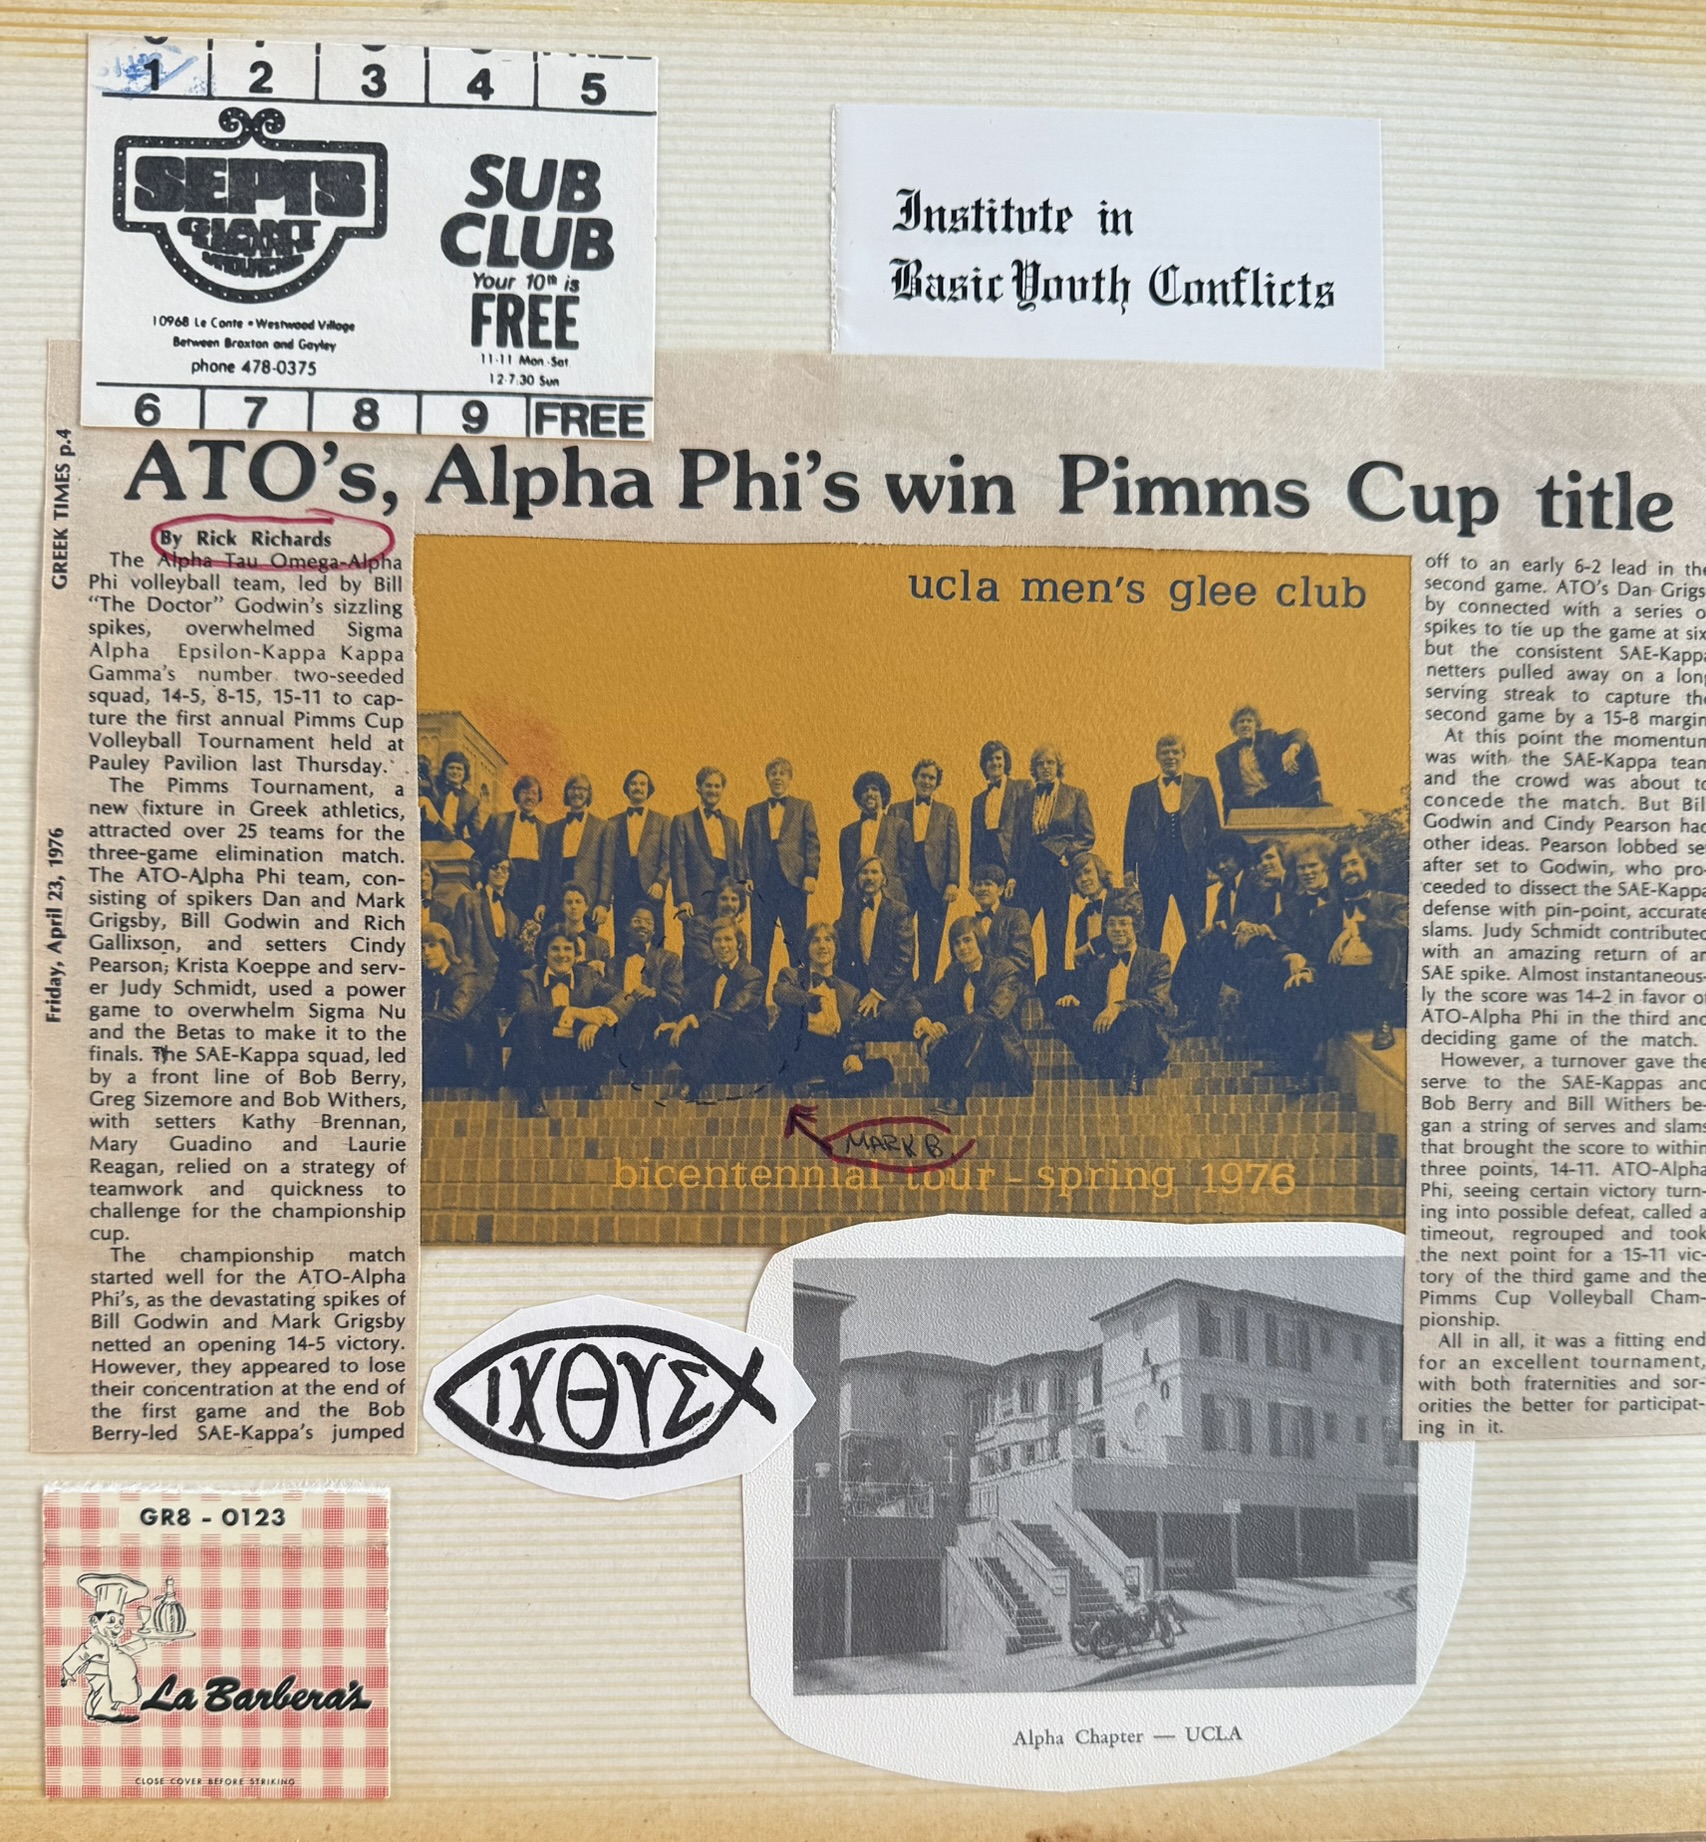 1 2 3 4 5
SEPIS
GIANT
SUB
CLUB
Your 10th is
FREE
11-11 Mon-Sat
12-7:30 Sun
10968 Le Conte • Westwood Village
Between Broxton and Gayley
phone 478-0375
6 7 8 9 FREE
Institute in
Basic Youth Conflicts
GREEK TIMES p.4
Friday, April 23, 1976
ATO's, Alpha Phi's win Pimms Cup title
By Rick Richards
The Alpha Tau Omega-Alpha
Phi volleyball team, led by Bill
"The Doctor" Godwin's sizzling
spikes, overwhelmed Sigma
Alpha Epsilon-Kappa Kappa
Gamma's number two-seeded
squad, 14-5, 8-15, 15-11 to cap-
ture the first annual Pimms Cup
Volleyball Tournament held at
Pauley Pavilion last Thursday.
The Pimms Tournament, a
new fixture in Greek athletics,
attracted over 25 teams for the
three-game elimination match.
The ATO-Alpha Phi team, con-
sisting of spikers Dan and Mark
Grigsby, Bill Godwin and Rich
Gallixson, and setters Cindy
Pearson; Krista Koeppe and serv-
er Judy Schmidt, used a power
game to overwhelm Sigma Nu
and the Betas to make it to the
finals. The SAE-Kappa squad, led
by a front line of Bob Berry,
Greg Sizemore and Bob Withers,
with setters Kathy Brennan,
Mary Guadino and Laurie
Reagan, relied on a strategy of
teamwork and quickness to
challenge for the championship
cup.
The championship match
started well for the ATO-Alpha
Phi's, as the devastating spikes of
Bill Godwin and Mark Grigsby
netted an opening 14-5 victory.
However, they appeared to lose
their concentration at the end of
the first game and the Bob
Berry-led SAE-Kappa's jumped
ucla men's glee club
MARK B.
bicentennial tour - spring 1976
off to an early 6-2 lead in the
second game. ATO's Dan Grigs
by connected with a series o
spikes to tie up the game at six
but the consistent SAE-Kappa
netters pulled away on a long
serving streak to capture the
second game by a 15-8 margin
At this point the momentum
was with the SAE-Kappa team
and the crowd was about to
concede the match. But Bil
Godwin and Cindy Pearson had
other ideas. Pearson lobbed se
after set to Godwin, who pro-
ceeded to dissect the SAE-Kappa
defense with pin-point, accurate
slams. Judy Schmidt contributed
with an amazing return of an
SAE spike. Almost instantaneous-
ly the score was 14-2 in favor of
ATO-Alpha Phi in the third and
deciding game of the match.
However, a turnover gave the
serve to the SAE-Kappas and
Bob Berry and Bill Withers be-
gan a string of serves and slams
that brought the score to within
three points, 14-11. ATO-Alpha
Phi, seeing certain victory turn-
ing into possible defeat, called a
timeout, regrouped and took
the next point for a 15-11 vic-
tory of the third game and the
Pimms Cup Volleyball Cham-
pionship.
All in all, it was a fitting end
for an excellent tournament,
with both fraternities and sor-
orities the better for participat-
ing in it.
ΙΧΘΥΣ
ATO
Alpha Chapter — UCLA
GR8 - 0123
La Barbera's
CLOSE COVER BEFORE STRIKING